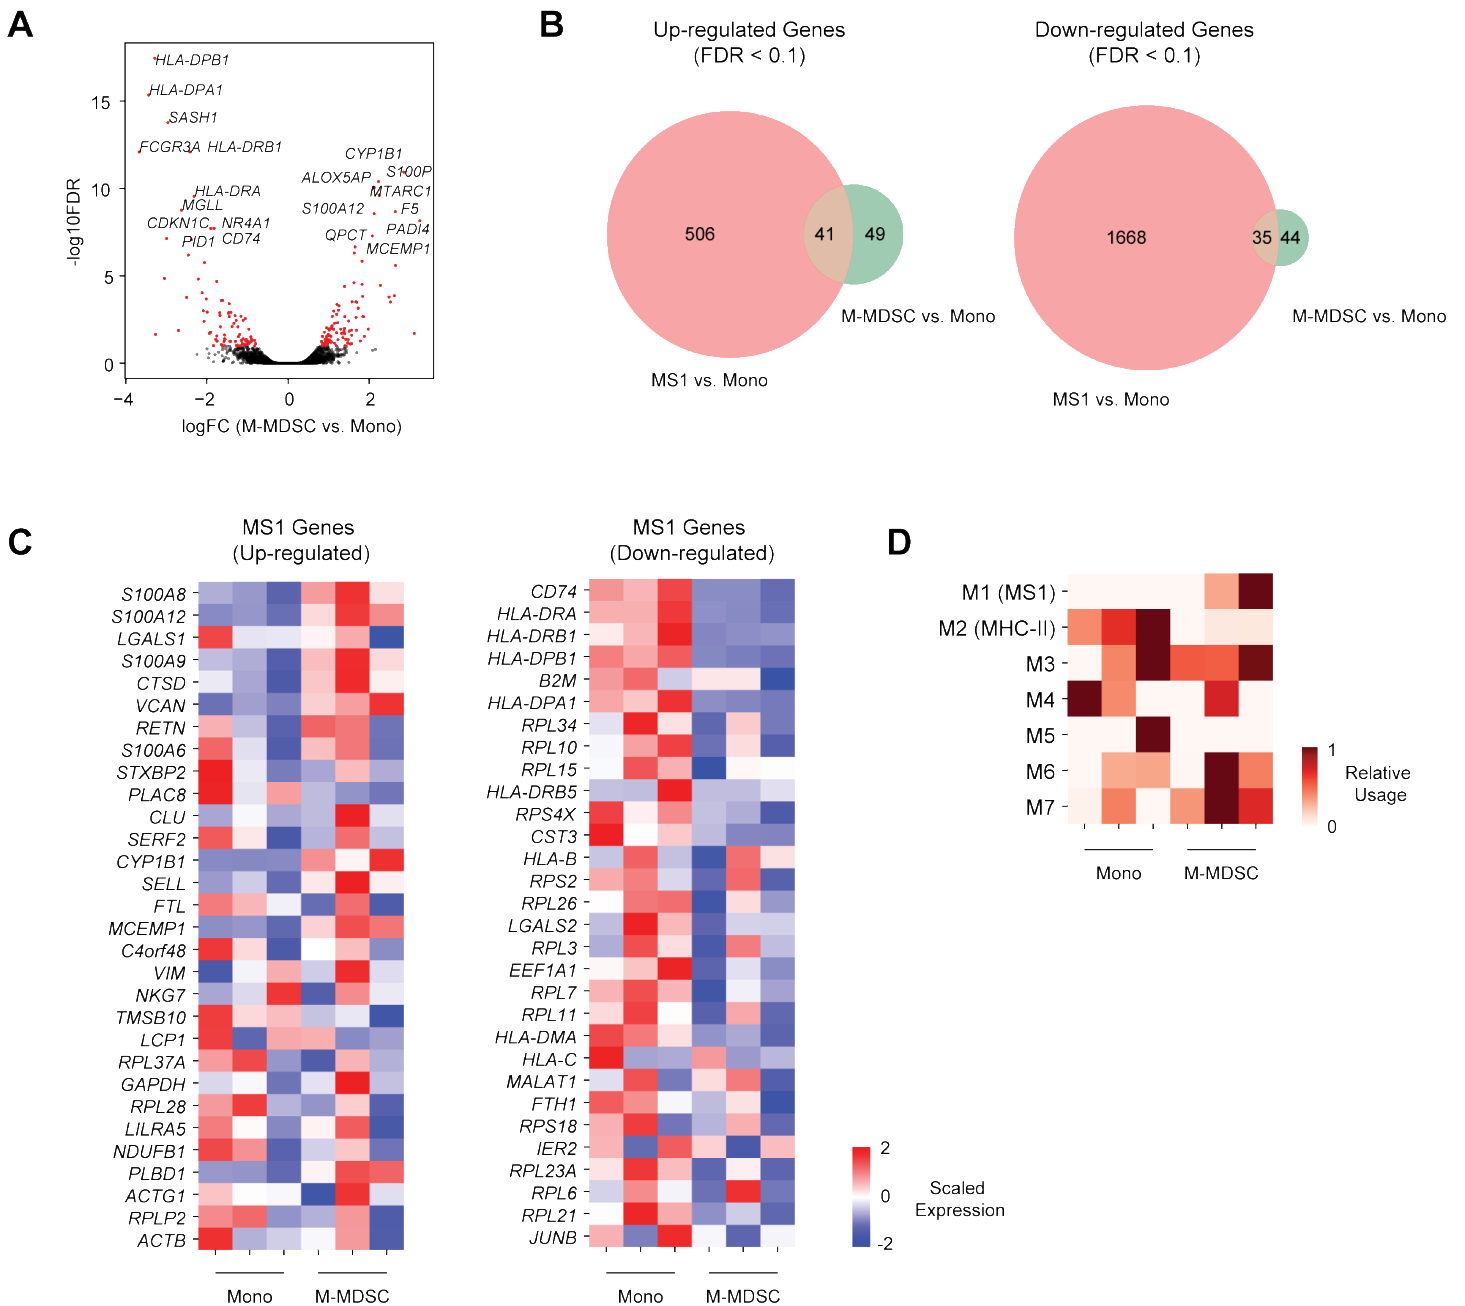 A
HLA-DPB1
HLA-DPA1
SASH1
FCGR3A HLA-DRB1
CYP1B1
ALOX5AP S100P
HLA-DRA MTARC1
MGLL S100A12 F5
CDKN1C NR4A1 PADI4
PID1 CD74 QPCT MCEMP1
15
10
5
0
-log10FDR
−4 −2 0 2
logFC (M-MDSC vs. Mono)
B
Up-regulated Genes
(FDR < 0.1)
506 41 49
M-MDSC vs. Mono
MS1 vs. Mono
Down-regulated Genes
(FDR < 0.1)
1668 35 44
M-MDSC vs. Mono
MS1 vs. Mono
C
MS1 Genes
(Up-regulated)
S100A8
S100A12
LGALS1
S100A9
CTSD
VCAN
RETN
S100A6
STXBP2
PLAC8
CLU
SERF2
CYP1B1
SELL
FTL
MCEMP1
C4orf48
VIM
NKG7
TMSB10
LCP1
RPL37A
GAPDH
RPL28
LILRA5
NDUFB1
PLBD1
ACTG1
RPLP2
ACTB
Mono M-MDSC
MS1 Genes
(Down-regulated)
CD74
HLA-DRA
HLA-DRB1
HLA-DPB1
B2M
HLA-DPA1
RPL34
RPL10
RPL15
HLA-DRB5
RPS4X
CST3
HLA-B
RPS2
RPL26
LGALS2
RPL3
EEF1A1
RPL7
RPL11
HLA-DMA
HLA-C
MALAT1
FTH1
RPS18
IER2
RPL23A
RPL6
RPL21
JUNB
Mono M-MDSC
2
0
-2
Scaled
Expression
D
M1 (MS1)
M2 (MHC-II)
M3
M4
M5
M6
M7
Mono M-MDSC
1
0
Relative
Usage